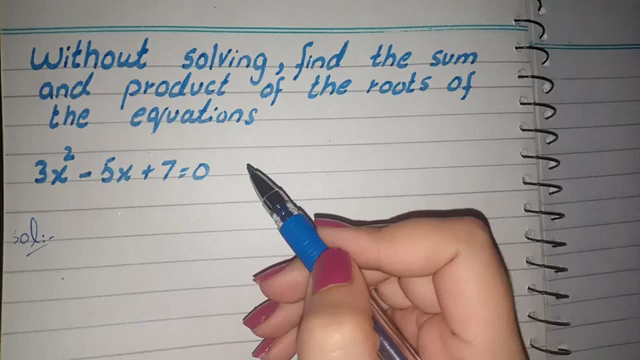 Without solving, find the sum
and product of the roots of
the equations
3x² - 5x + 7 = 0
Sol:-